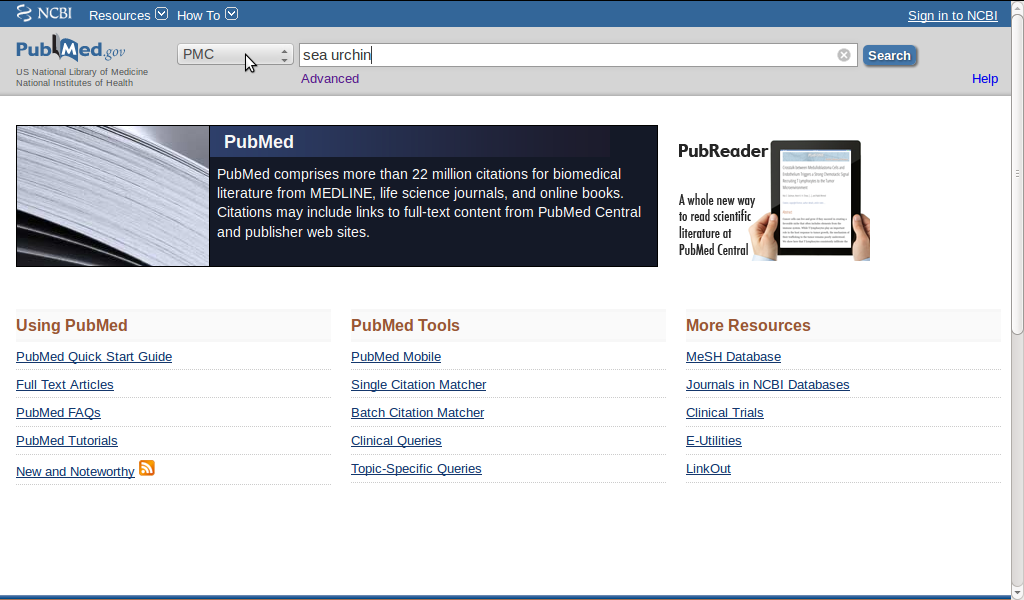 NCBI Resources How To Sign in to NCBI
PubMed.gov
US National Library of Medicine
National Institutes of Health
PMC
sea urchin
Search
Advanced
Help
PubMed
PubMed comprises more than 22 million citations for biomedical
literature from MEDLINE, life science journals, and online books.
Citations may include links to full-text content from PubMed Central
and publisher web sites.
PubReader
A whole new way
to read scientific
literature at
PubMed Central
Using PubMed
PubMed Quick Start Guide
Full Text Articles
PubMed FAQs
PubMed Tutorials
New and Noteworthy
PubMed Tools
PubMed Mobile
Single Citation Matcher
Batch Citation Matcher
Clinical Queries
Topic-Specific Queries
More Resources
MeSH Database
Journals in NCBI Databases
Clinical Trials
E-Utilities
LinkOut